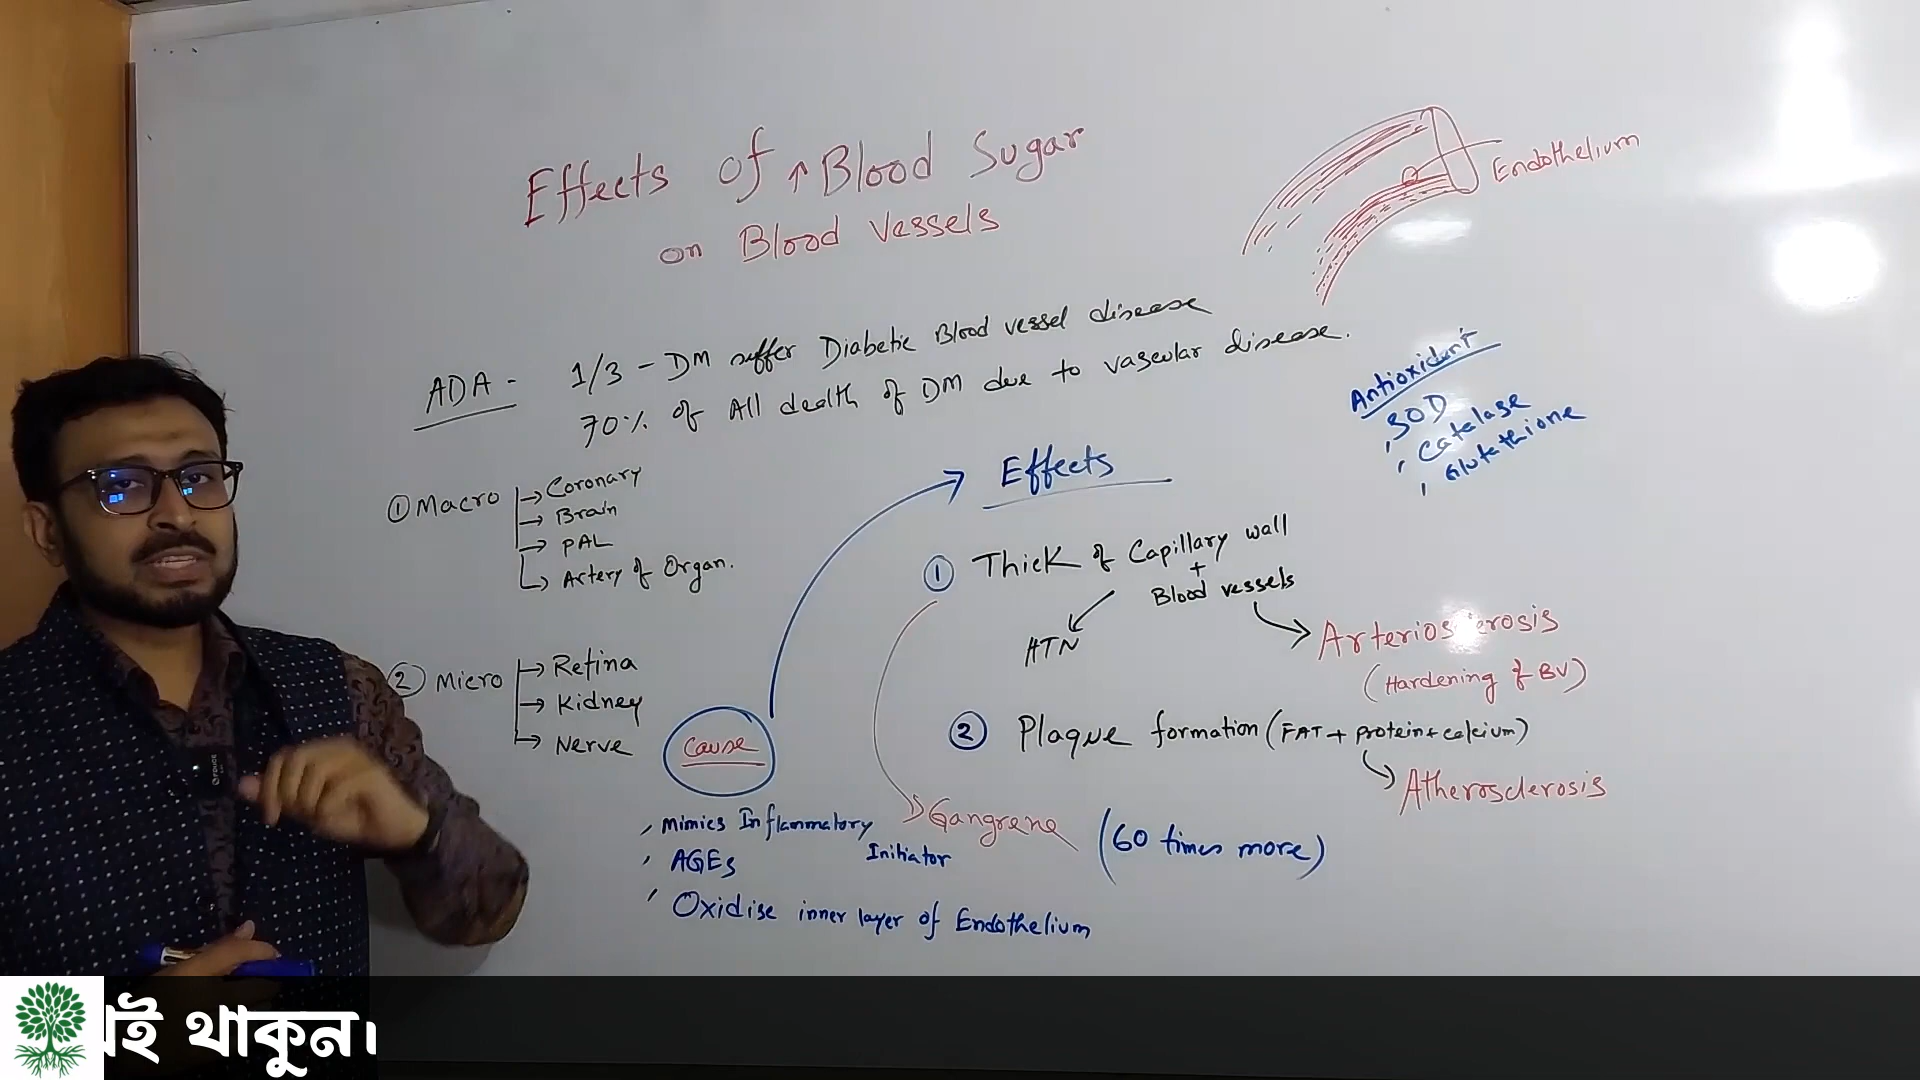 Effects of ↑ Blood Sugar
on Blood Vessels
Endothelium
ADA - 1/3 - DM suffer Diabetic Blood vessel disease
70% of All death of DM due to vascular disease.
Antioxident
SOD
Catalase
Glutathione
① Macro → Coronary
→ Brain
→ PAL
→ Artery of Organ.
② Micro → Retina
→ Kidney
→ Nerve
Cause
, Mimics Inflammatory
Initiator
, AGEs
, Oxidise inner layer of Endothelium
Effects
① Thick of Capillary wall
+
Blood vessels
HTN
Arteriosclerosis
(Hardening of BV)
② Plaque formation (FAT + protein + calcium)
Atherosclerosis
Gangrene (60 times more)
থাকুন।